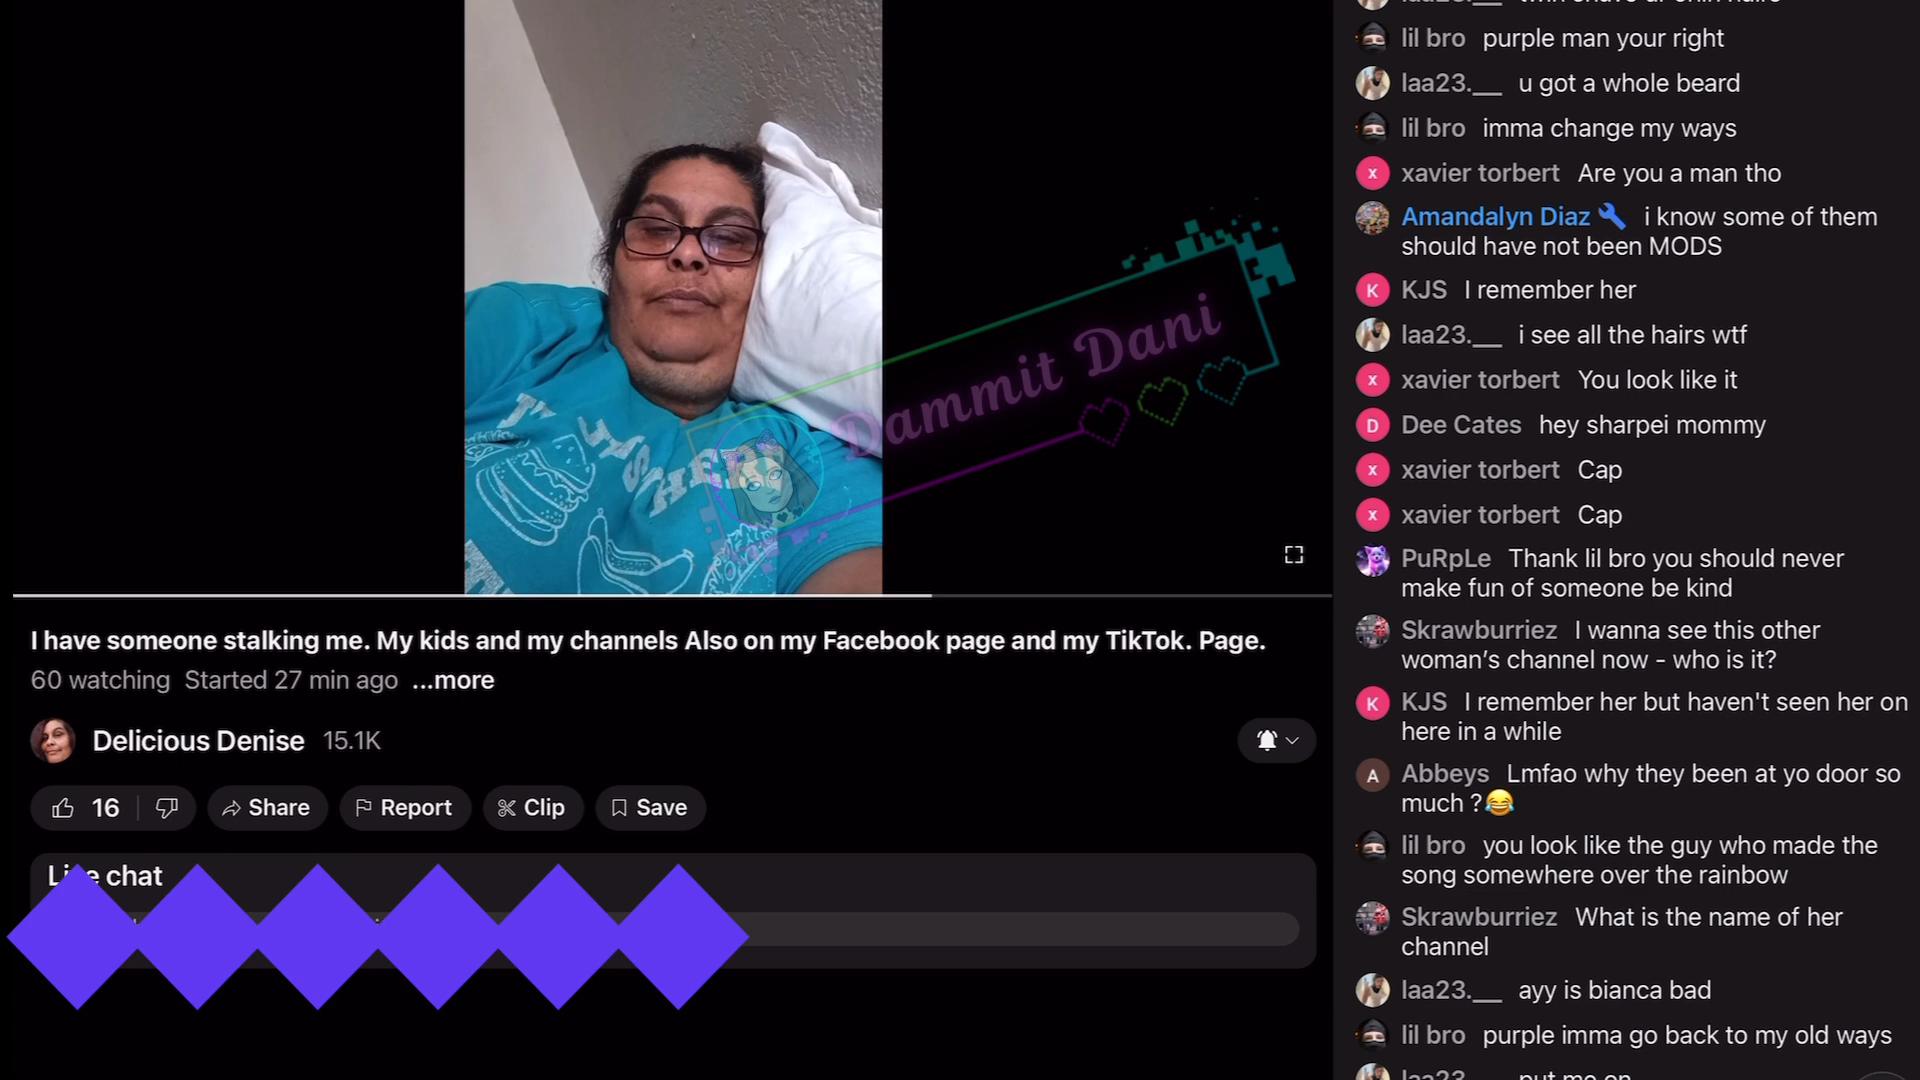 lil bro purple man your right
laa23.__ u got a whole beard
lil bro imma change my ways
xavier torbert Are you a man tho
Amandalyn Diaz i know some of them
should have not been MODS
KJS I remember her
laa23.__ i see all the hairs wtf
xavier torbert You look like it
Dee Cates hey sharpei mommy
xavier torbert Cap
xavier torbert Cap
PuRpLe Thank lil bro you should never
make fun of someone be kind
Skrawburriez I wanna see this other
woman’s channel now - who is it?
KJS I remember her but haven't seen her on
here in a while
Abbeys Lmfao why they been at yo door so
much ?😂
lil bro you look like the guy who made the
song somewhere over the rainbow
Skrawburriez What is the name of her
channel
laa23.__ ayy is bianca bad
lil bro purple imma go back to my old ways
laa23.__ put me on
Dammit Dani
I have someone stalking me. My kids and my channels Also on my Facebook page and my TikTok. Page.
60 watching Started 27 min ago ...more
Delicious Denise 15.1K
16 Share Report Clip Save
Live chat